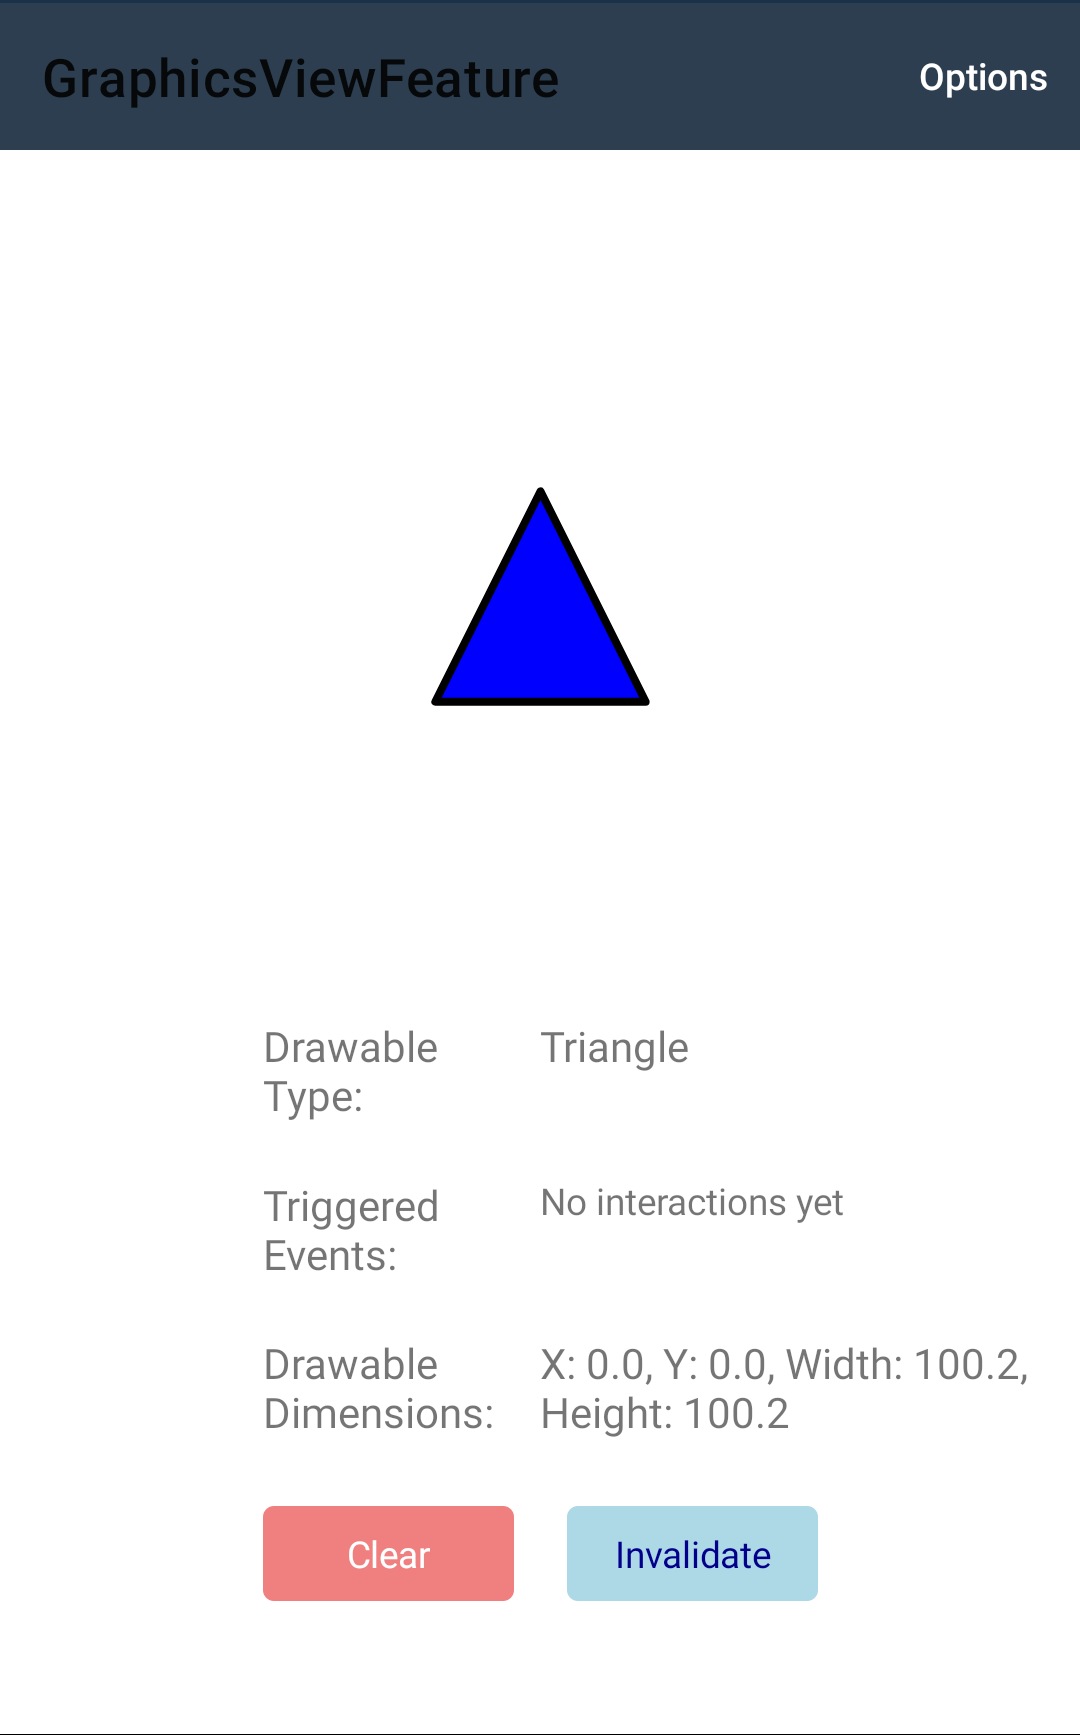 GraphicsViewFeature
Options
Drawable
Type:
Triangle
Triggered
Events:
No interactions yet
Drawable
Dimensions:
X: 0.0, Y: 0.0, Width: 100.2,
Height: 100.2
Clear
Invalidate